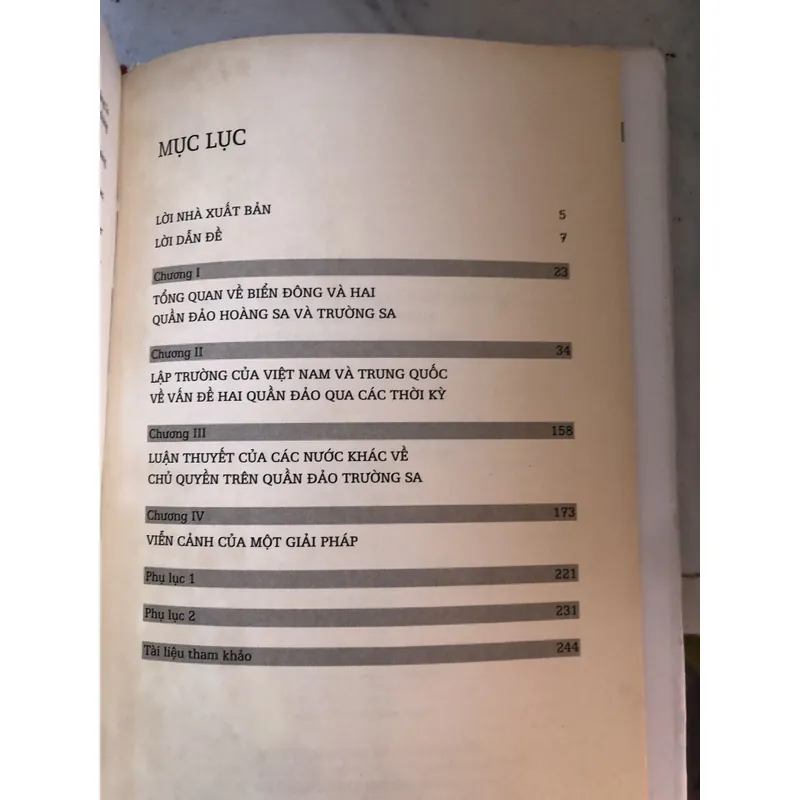 MỤC LỤC
LỜI NHÀ XUẤT BẢN 5
LỜI DẪN ĐỀ 7
Chương I 23
TỔNG QUAN VỀ BIỂN ĐÔNG VÀ HAI
QUẦN ĐẢO HOÀNG SA VÀ TRƯỜNG SA
Chương II 34
LẬP TRƯỜNG CỦA VIỆT NAM VÀ TRUNG QUỐC
VỀ VẤN ĐỀ HAI QUẦN ĐẢO QUA CÁC THỜI KỲ
Chương III 158
LUẬN THUYẾT CỦA CÁC NƯỚC KHÁC VỀ
CHỦ QUYỀN TRÊN QUẦN ĐẢO TRƯỜNG SA
Chương IV 173
VIỄN CẢNH CỦA MỘT GIẢI PHÁP
Phụ lục 1 221
Phụ lục 2 231
Tài liệu tham khảo 244